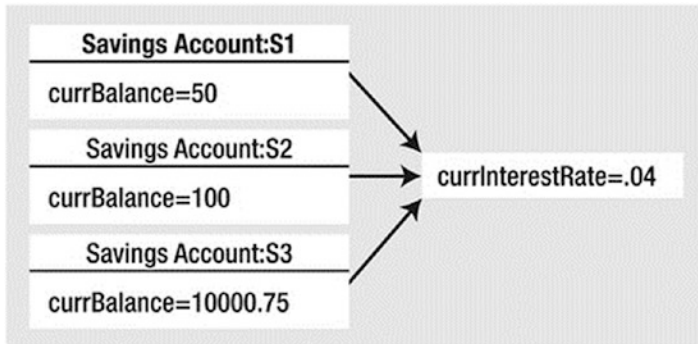 Savings Account:S1
currBalance=50
Savings Account:S2
currBalance=100
currInterestRate=.04
Savings Account:S3
currBalance=10000.75